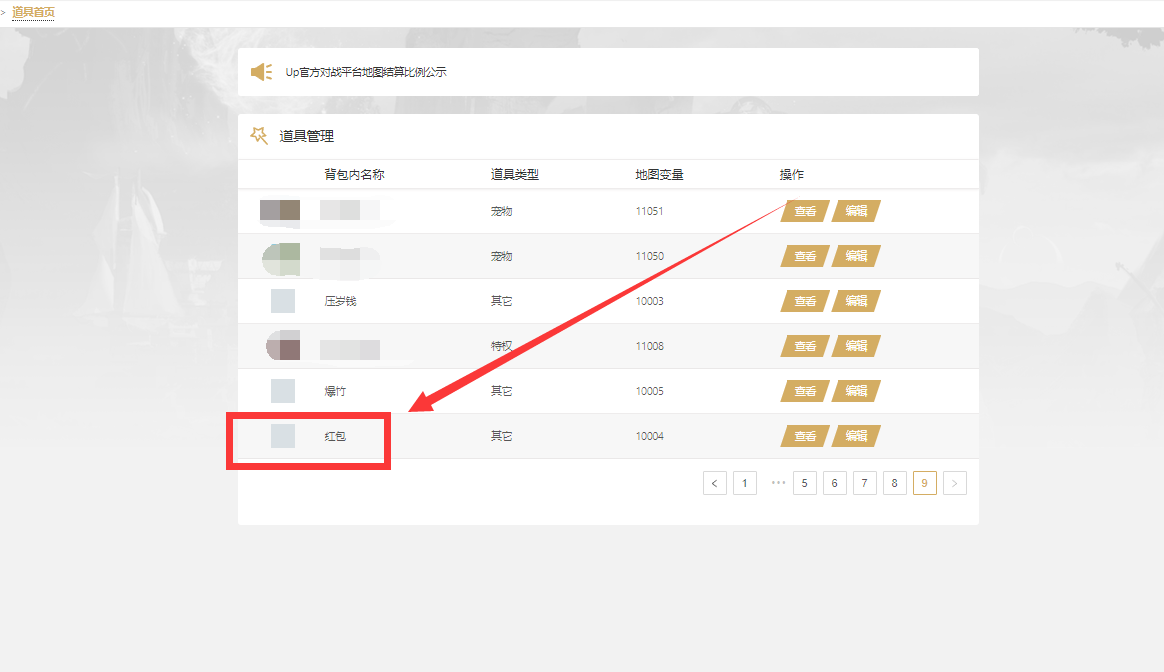 > 道具首页
Up官方对战平台地图结算比例公示
道具管理
背包内名称 道具类型 地图变量 操作
宠物 11051 查看 编辑
宠物 11050 查看 编辑
压岁钱 其它 10003 查看 编辑
特权 11008 查看 编辑
爆竹 其它 10005 查看 编辑
红包 其它 10004 查看 编辑
< 1 ••• 5 6 7 8 9 >